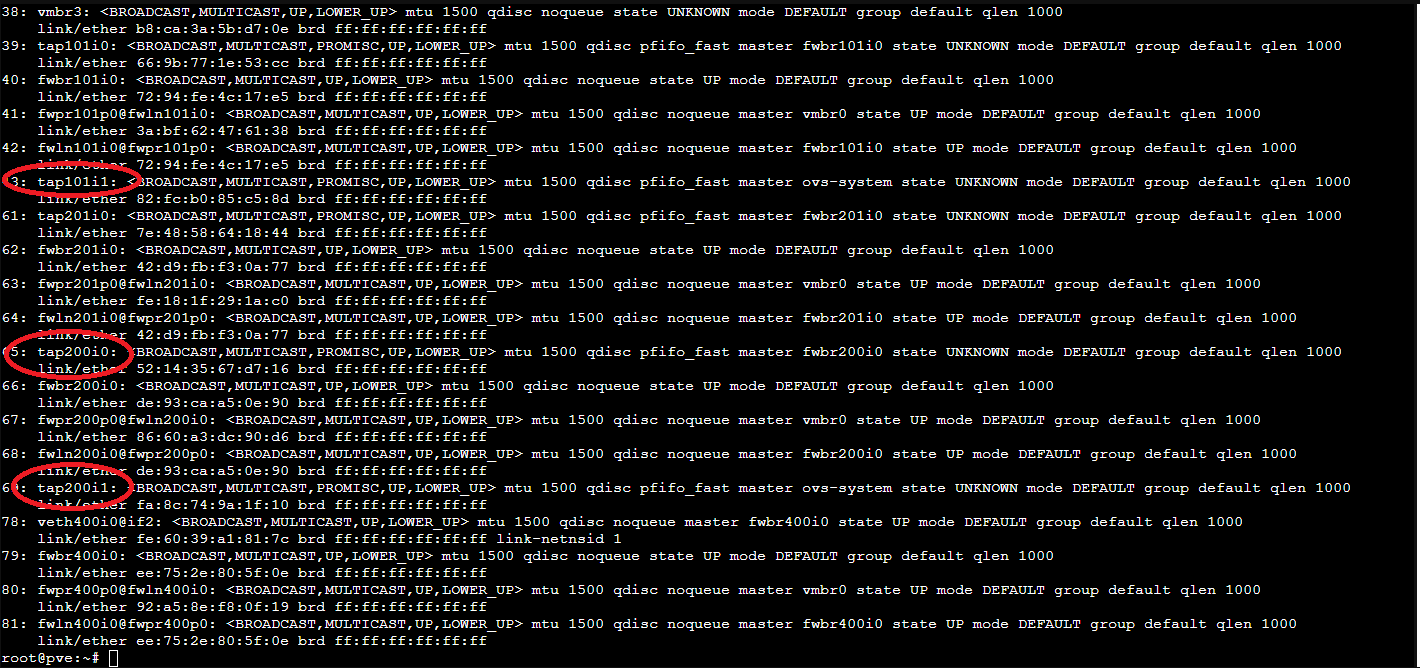 38: vmbr3: <BROADCAST,MULTICAST,UP,LOWER_UP> mtu 1500 qdisc noqueue state UNKNOWN mode DEFAULT group default qlen 1000
link/ether b8:ca:3a:5b:d7:0e brd ff:ff:ff:ff:ff:ff
39: tap101i0: <BROADCAST,MULTICAST,PROMISC,UP,LOWER_UP> mtu 1500 qdisc pfifo_fast master fwbr101i0 state UNKNOWN mode DEFAULT group default qlen 1000
link/ether 66:9b:77:1e:53:cc brd ff:ff:ff:ff:ff:ff
40: fwbr101i0: <BROADCAST,MULTICAST,UP,LOWER_UP> mtu 1500 qdisc noqueue state UP mode DEFAULT group default qlen 1000
link/ether 72:94:fe:4c:17:e5 brd ff:ff:ff:ff:ff:ff
41: fwpr101p0@fwln101i0: <BROADCAST,MULTICAST,UP,LOWER_UP> mtu 1500 qdisc noqueue master vmbr0 state UP mode DEFAULT group default qlen 1000
link/ether 3a:bf:62:47:61:38 brd ff:ff:ff:ff:ff:ff
42: fwln101i0@fwpr101p0: <BROADCAST,MULTICAST,UP,LOWER_UP> mtu 1500 qdisc noqueue master fwbr101i0 state UP mode DEFAULT group default qlen 1000
link/ether 72:94:fe:4c:17:e5 brd ff:ff:ff:ff:ff:ff
3: tap101i1: <BROADCAST,MULTICAST,PROMISC,UP,LOWER_UP> mtu 1500 qdisc pfifo_fast master ovs-system state UNKNOWN mode DEFAULT group default qlen 1000
link/ether 82:fc:b0:85:c5:8d brd ff:ff:ff:ff:ff:ff
61: tap201i0: <BROADCAST,MULTICAST,PROMISC,UP,LOWER_UP> mtu 1500 qdisc pfifo_fast master fwbr201i0 state UNKNOWN mode DEFAULT group default qlen 1000
link/ether 7e:48:58:64:18:44 brd ff:ff:ff:ff:ff:ff
62: fwbr201i0: <BROADCAST,MULTICAST,UP,LOWER_UP> mtu 1500 qdisc noqueue state UP mode DEFAULT group default qlen 1000
link/ether 42:d9:fb:f3:0a:77 brd ff:ff:ff:ff:ff:ff
63: fwpr201p0@fwln201i0: <BROADCAST,MULTICAST,UP,LOWER_UP> mtu 1500 qdisc noqueue master vmbr0 state UP mode DEFAULT group default qlen 1000
link/ether fe:18:1f:29:1a:c0 brd ff:ff:ff:ff:ff:ff
64: fwln201i0@fwpr201p0: <BROADCAST,MULTICAST,UP,LOWER_UP> mtu 1500 qdisc noqueue master fwbr201i0 state UP mode DEFAULT group default qlen 1000
link/ether 42:d9:fb:f3:0a:77 brd ff:ff:ff:ff:ff:ff
5: tap200i0: <BROADCAST,MULTICAST,PROMISC,UP,LOWER_UP> mtu 1500 qdisc pfifo_fast master fwbr200i0 state UNKNOWN mode DEFAULT group default qlen 1000
link/ether 52:14:35:67:d7:16 brd ff:ff:ff:ff:ff:ff
66: fwbr200i0: <BROADCAST,MULTICAST,UP,LOWER_UP> mtu 1500 qdisc noqueue state UP mode DEFAULT group default qlen 1000
link/ether de:93:ca:a5:0e:90 brd ff:ff:ff:ff:ff:ff
67: fwpr200p0@fwln200i0: <BROADCAST,MULTICAST,UP,LOWER_UP> mtu 1500 qdisc noqueue master vmbr0 state UP mode DEFAULT group default qlen 1000
link/ether 86:60:a3:dc:90:d6 brd ff:ff:ff:ff:ff:ff
68: fwln200i0@fwpr200p0: <BROADCAST,MULTICAST,UP,LOWER_UP> mtu 1500 qdisc noqueue master fwbr200i0 state UP mode DEFAULT group default qlen 1000
link/ether de:93:ca:a5:0e:90 brd ff:ff:ff:ff:ff:ff
69: tap200i1: <BROADCAST,MULTICAST,PROMISC,UP,LOWER_UP> mtu 1500 qdisc pfifo_fast master ovs-system state UNKNOWN mode DEFAULT group default qlen 1000
link/ether fa:8c:74:9a:1f:10 brd ff:ff:ff:ff:ff:ff
78: veth400i0@if2: <BROADCAST,MULTICAST,UP,LOWER_UP> mtu 1500 qdisc noqueue master fwbr400i0 state UP mode DEFAULT group default qlen 1000
link/ether fe:60:39:a1:81:7c brd ff:ff:ff:ff:ff:ff link-netnsid 1
79: fwbr400i0: <BROADCAST,MULTICAST,UP,LOWER_UP> mtu 1500 qdisc noqueue state UP mode DEFAULT group default qlen 1000
link/ether ee:75:2e:80:5f:0e brd ff:ff:ff:ff:ff:ff
80: fwpr400p0@fwln400i0: <BROADCAST,MULTICAST,UP,LOWER_UP> mtu 1500 qdisc noqueue master vmbr0 state UP mode DEFAULT group default qlen 1000
link/ether 92:a5:8e:f8:0f:19 brd ff:ff:ff:ff:ff:ff
81: fwln400i0@fwpr400p0: <BROADCAST,MULTICAST,UP,LOWER_UP> mtu 1500 qdisc noqueue master fwbr400i0 state UP mode DEFAULT group default qlen 1000
link/ether ee:75:2e:80:5f:0e brd ff:ff:ff:ff:ff:ff
root@pve:~#